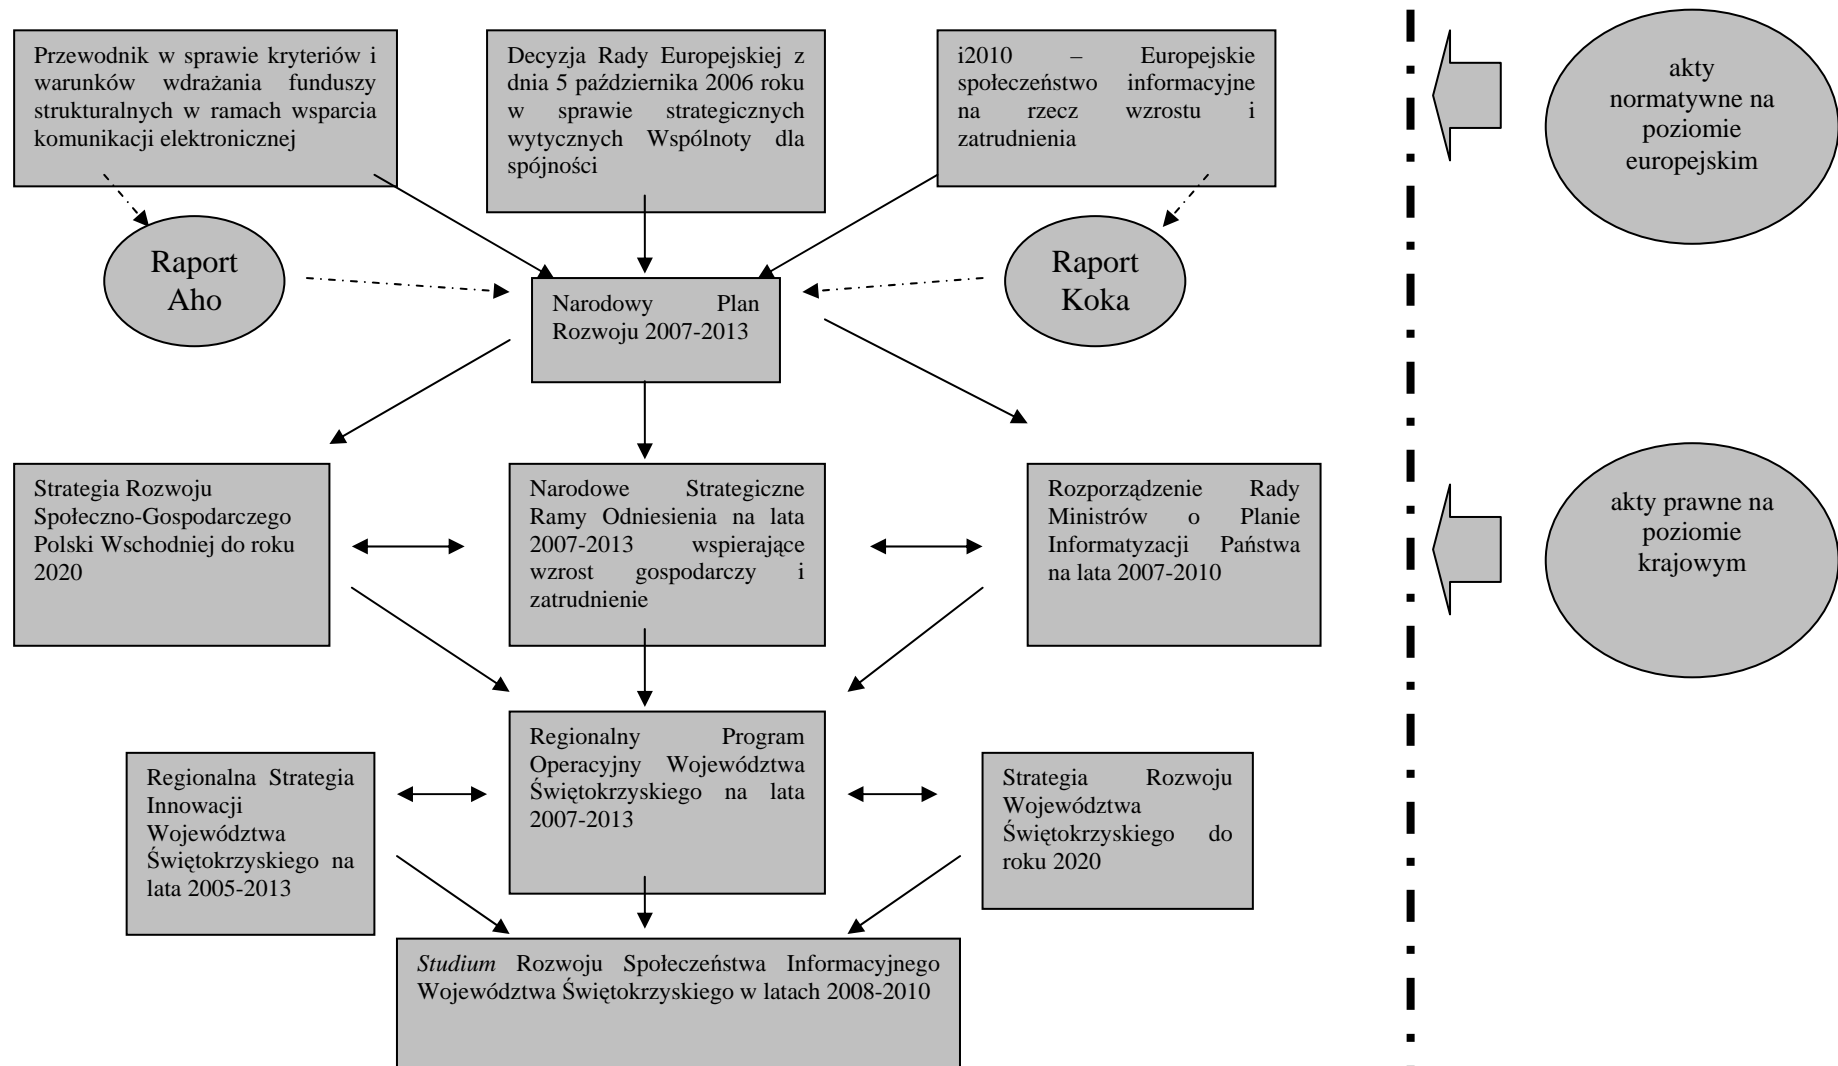 Przewodnik w sprawie kryteriów i
warunków wdrażania funduszy
strukturalnych w ramach wsparcia
komunikacji elektronicznej
Decyzja Rady Europejskiej z
dnia 5 października 2006 roku
w sprawie strategicznych
wytycznych Wspólnoty dla
spójności
i2010 – Europejskie
społeczeństwo informacyjne
na rzecz wzrostu i
zatrudnienia
akty
normatywne na
poziomie
europejskim
Raport
Aho
Narodowy Plan
Rozwoju 2007-2013
Raport
Koka
Strategia Rozwoju
Społeczno-Gospodarczego
Polski Wschodniej do roku
2020
Narodowe Strategiczne
Ramy Odniesienia na lata
2007-2013 wspierające
wzrost gospodarczy i
zatrudnienie
Rozporządzenie Rady
Ministrów o Planie
Informatyzacji Państwa
na lata 2007-2010
akty prawne na
poziomie
krajowym
Regionalna Strategia
Innowacji
Województwa
Świętokrzyskiego na
lata 2005-2013
Regionalny Program
Operacyjny Województwa
Świętokrzyskiego na lata
2007-2013
Strategia Rozwoju
Województwa
Świętokrzyskiego do
roku 2020
Studium Rozwoju Społeczeństwa Informacyjnego
Województwa Świętokrzyskiego w latach 2008-2010